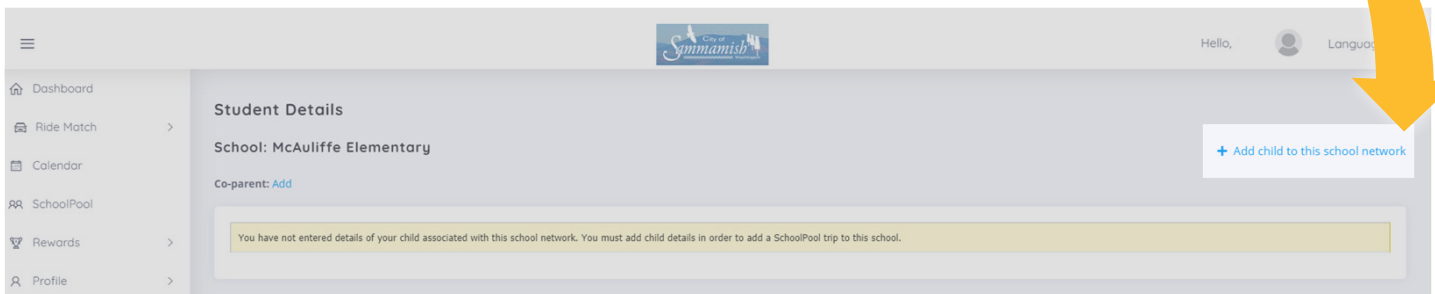 City of
Sammamish
Hello,
Dashboard
Ride Match
Calendar
SchoolPool
Rewards
Profile
Student Details
School: McAuliffe Elementary
+ Add child to this school network
Co-parent: Add
You have not entered details of your child associated with this school network. You must add child details in order to add a SchoolPool trip to this school.